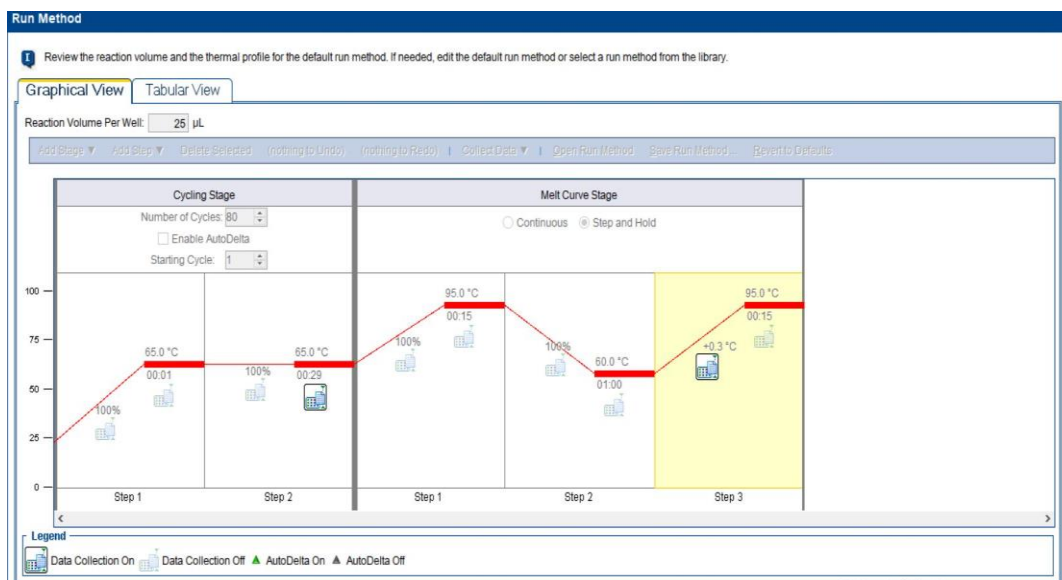 Run Method
Review the reaction volume and the thermal profile for the default run method. If needed, edit the default run method or select a run method from the library.
Graphical View Tabular View
Reaction Volume Per Well: 25 µL
Add Stage ▼ Add Step ▼ Delete Selected (nothing to Undo) (nothing to Redo) Collect Data ▼ Open Run Method... Save Run Method... Revert to Defaults
Cycling Stage Melt Curve Stage
Number of Cycles: 80
Continuous Step and Hold
Enable AutoDelta
Starting Cycle: 1
100
95.0 °C 95.0 °C
00:15 00:15
75
100% 100% +0.3 °C
65.0 °C 65.0 °C
60.0 °C
00:01 100% 00:29
01:00
50
100%
25
0
Step 1 Step 2 Step 1 Step 2 Step 3
Legend
Data Collection On Data Collection Off AutoDelta On AutoDelta Off